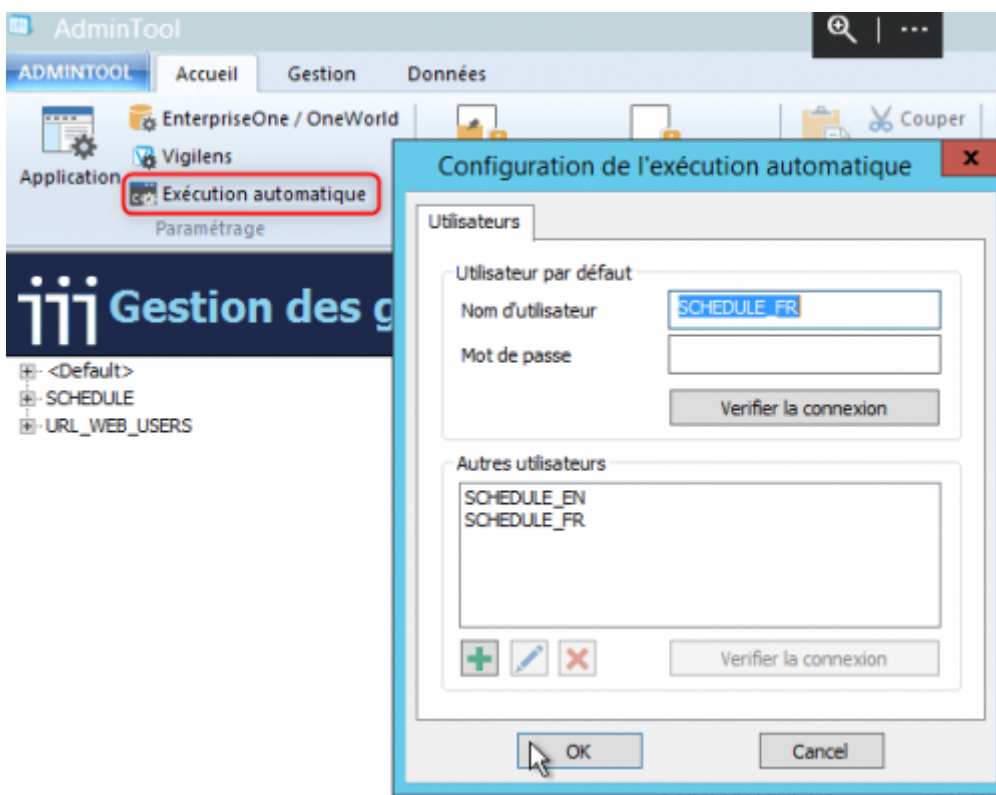 AdminTool
ADMINTOOL Accueil Gestion Données
EnterpriseOne / OneWorld
Couper
Vigilens
Application
Exécution automatique
Paramétrage
Configuration de l'exécution automatique
Utilisateurs
Utilisateur par défaut
Nom d'utilisateur SCHEDULE_FR
Mot de passe
Verifier la connexion
Autres utilisateurs
SCHEDULE_EN
SCHEDULE_FR
Verifier la connexion
OK Cancel
Gestion des g
<Default>
SCHEDULE
URL_WEB_USERS